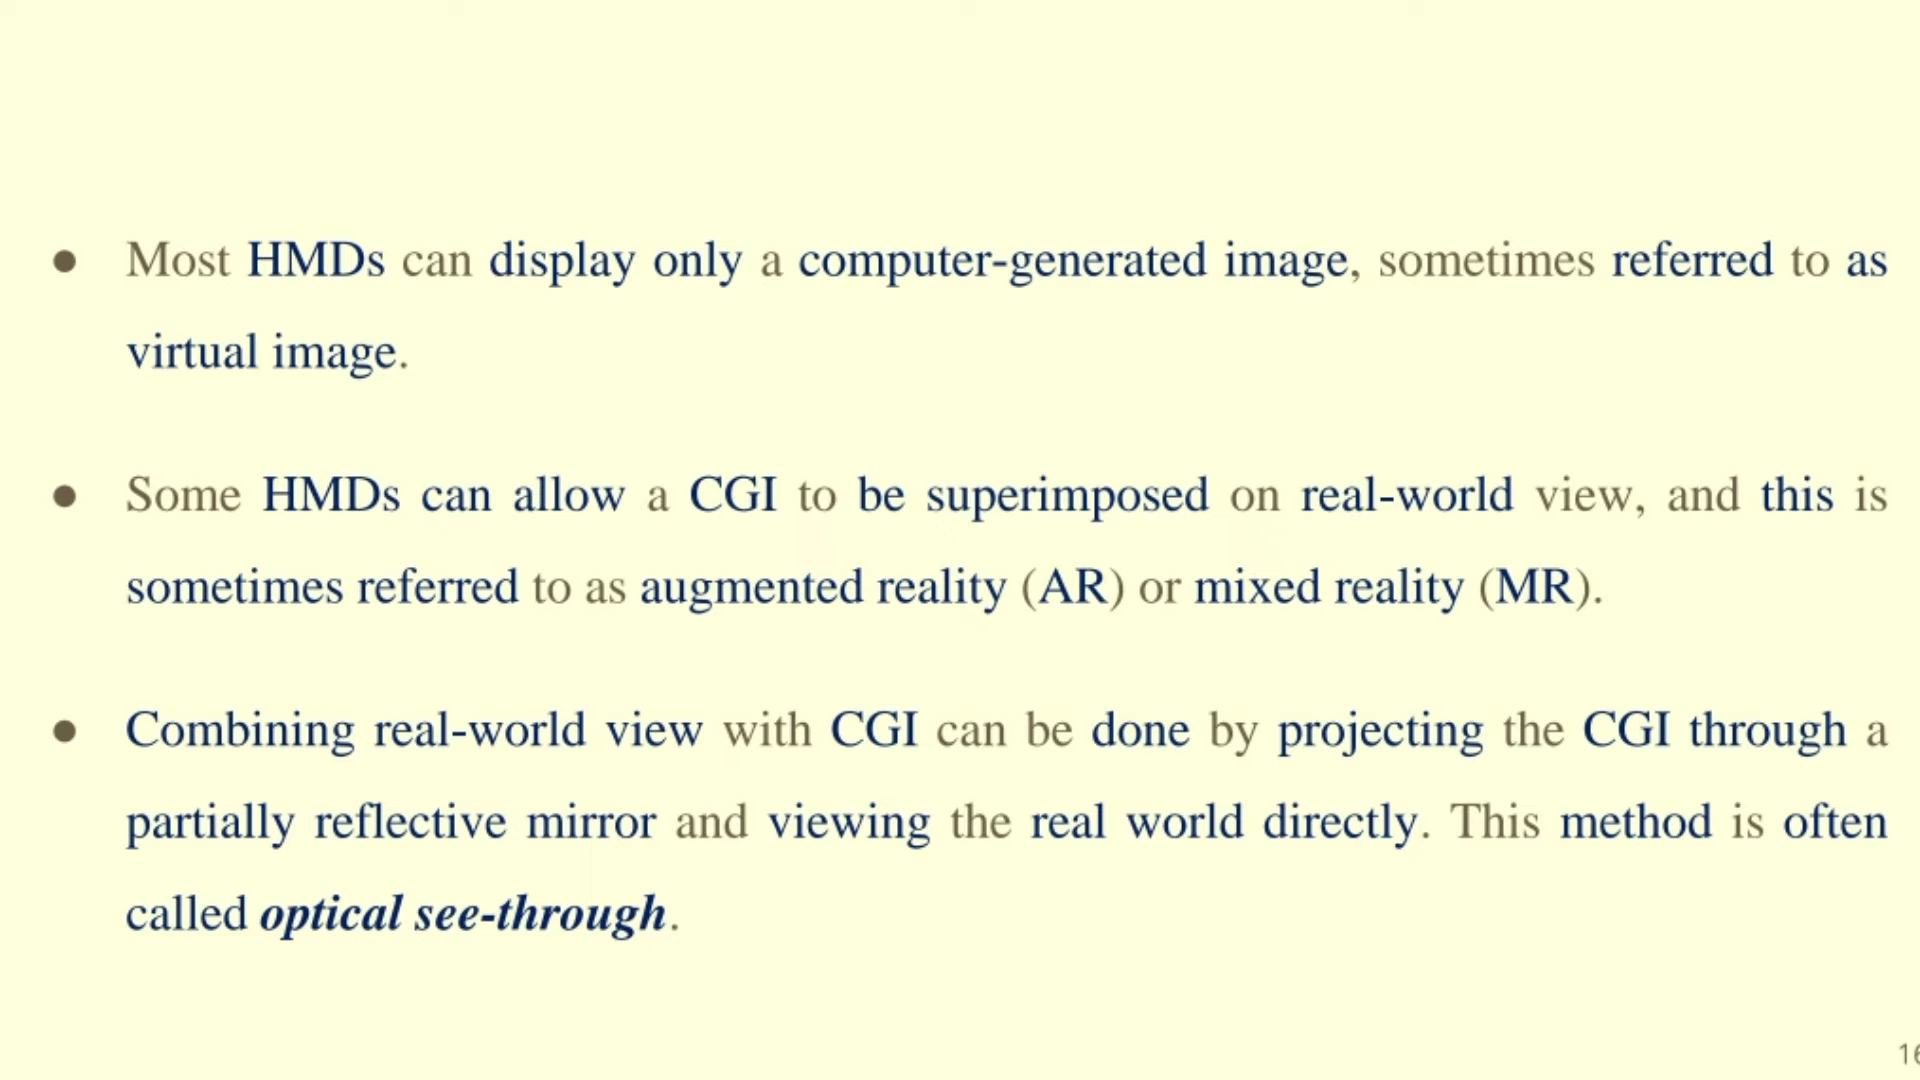 ● Most HMDs can display only a computer-generated image, sometimes referred to as
virtual image.
● Some HMDs can allow a CGI to be superimposed on real-world view, and this is
sometimes referred to as augmented reality (AR) or mixed reality (MR).
● Combining real-world view with CGI can be done by projecting the CGI through a
partially reflective mirror and viewing the real world directly. This method is often
called optical see-through.
16